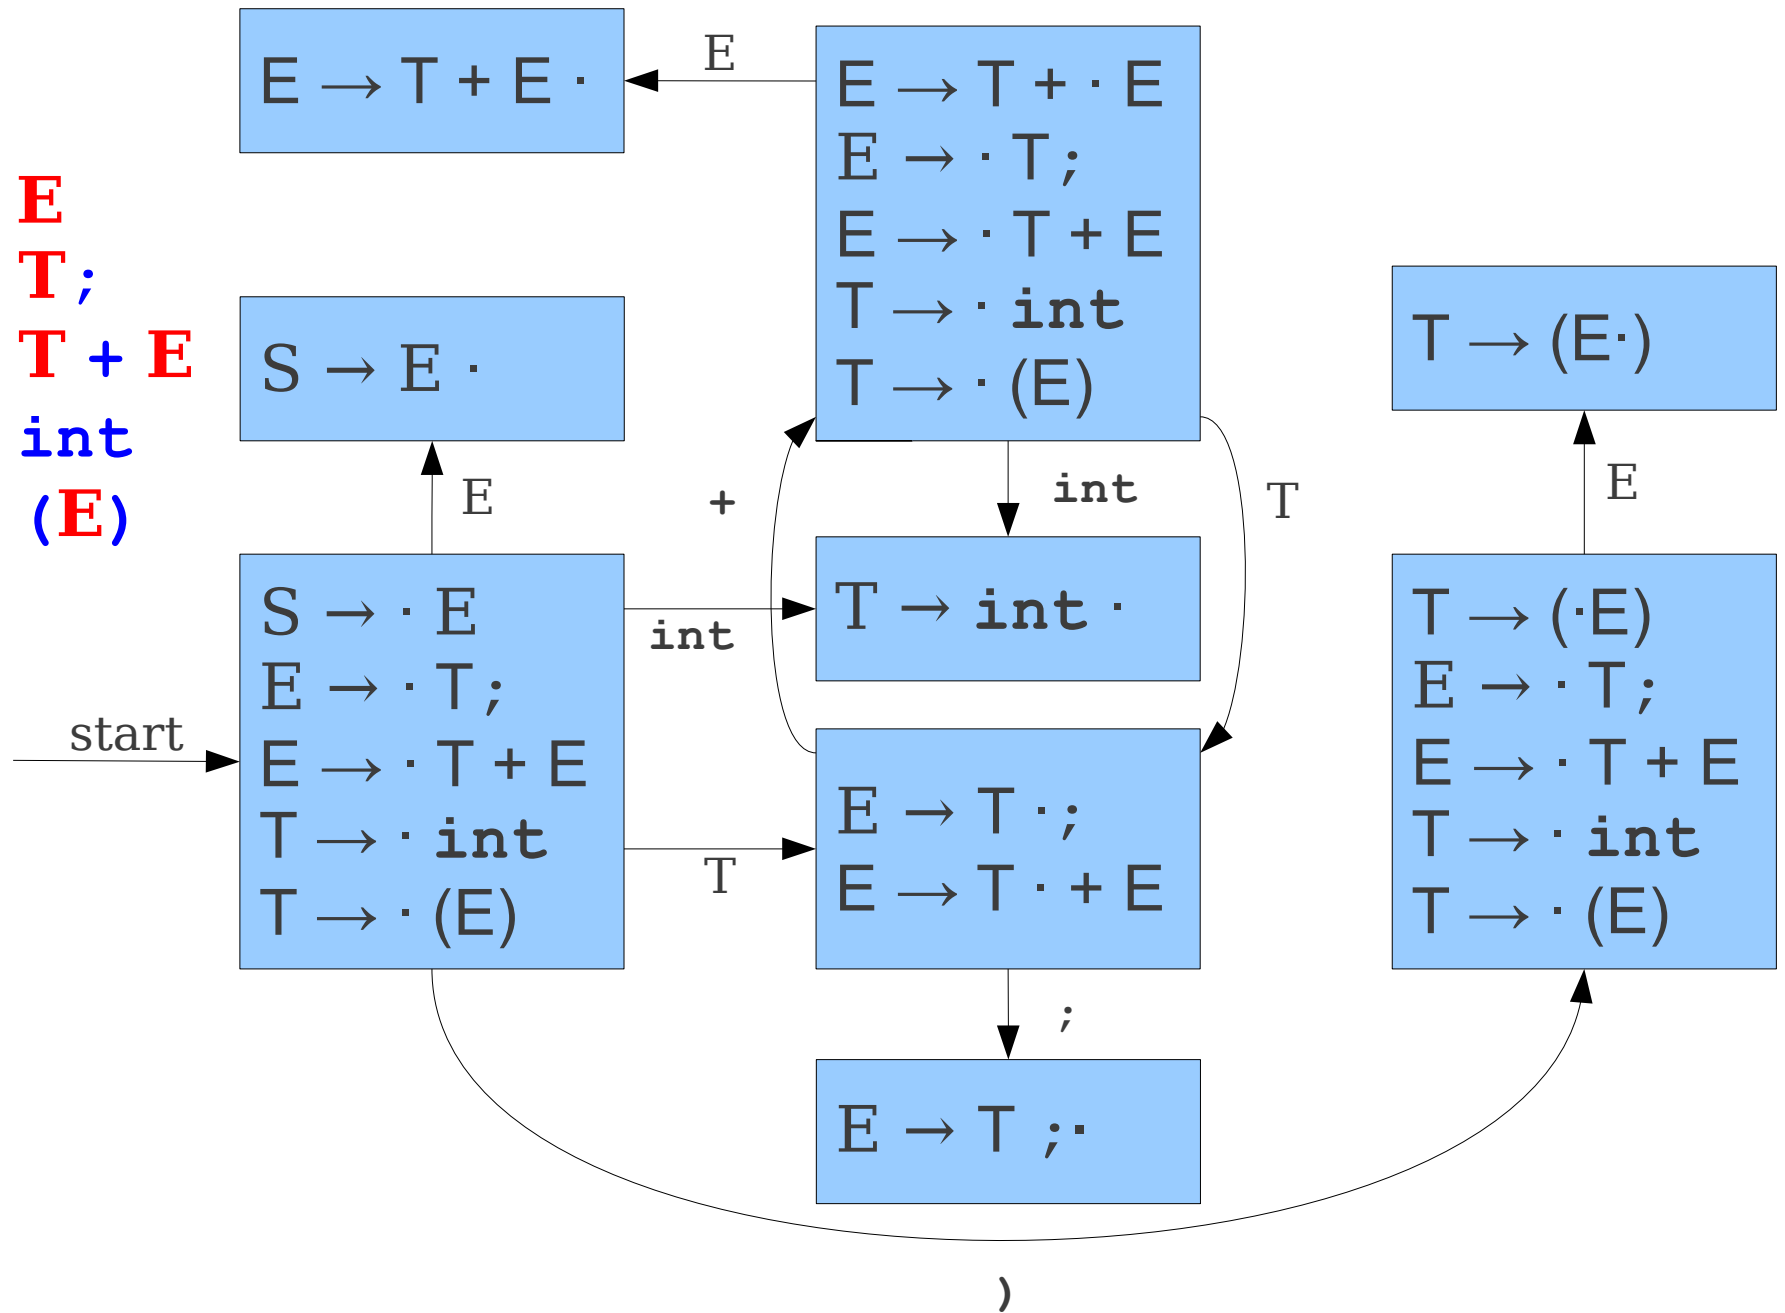 E → T + E ·
E
E → T + · E
E → · T ;
E → · T + E
T → · int
T → · (E)
E
T ;
T + E
int
(E)
S → E ·
E
T → (E·)
E
+
int
T
T → int ·
int
start
S → · E
E → · T ;
E → · T + E
T → · int
T → · (E)
T
E → T · ;
E → T · + E
;
E → T ; ·
T → (·E)
E → · T ;
E → · T + E
T → · int
T → · (E)
)